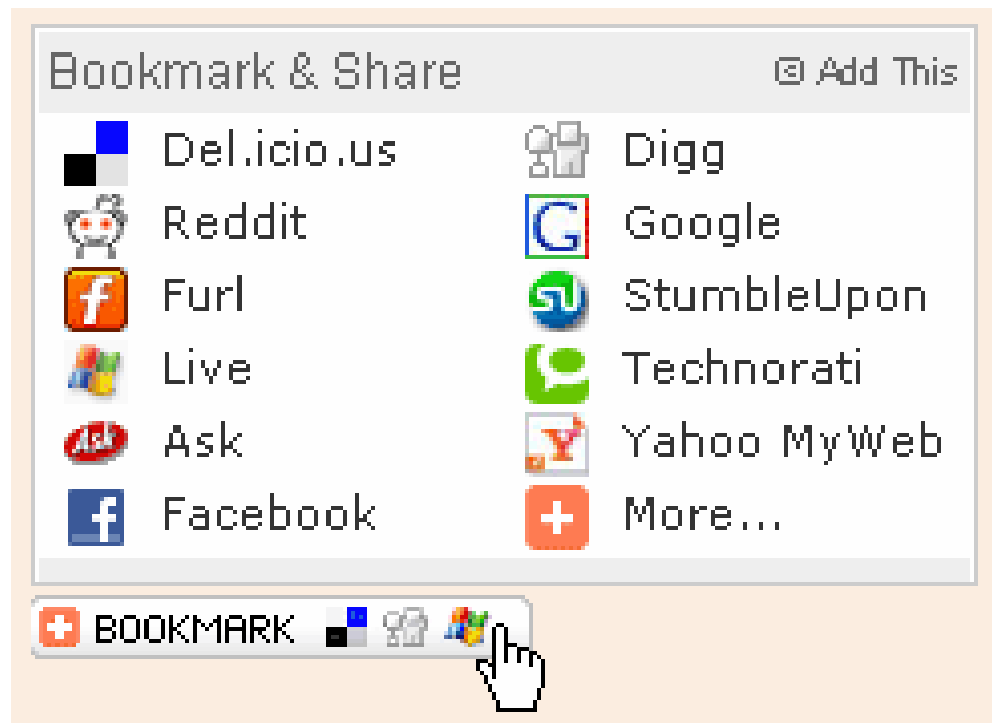 Bookmark & Share Add This
Del.icio.us Digg
Reddit Google
Furl StumbleUpon
Live Technorati
Ask Yahoo MyWeb
Facebook More...
BOOKMARK